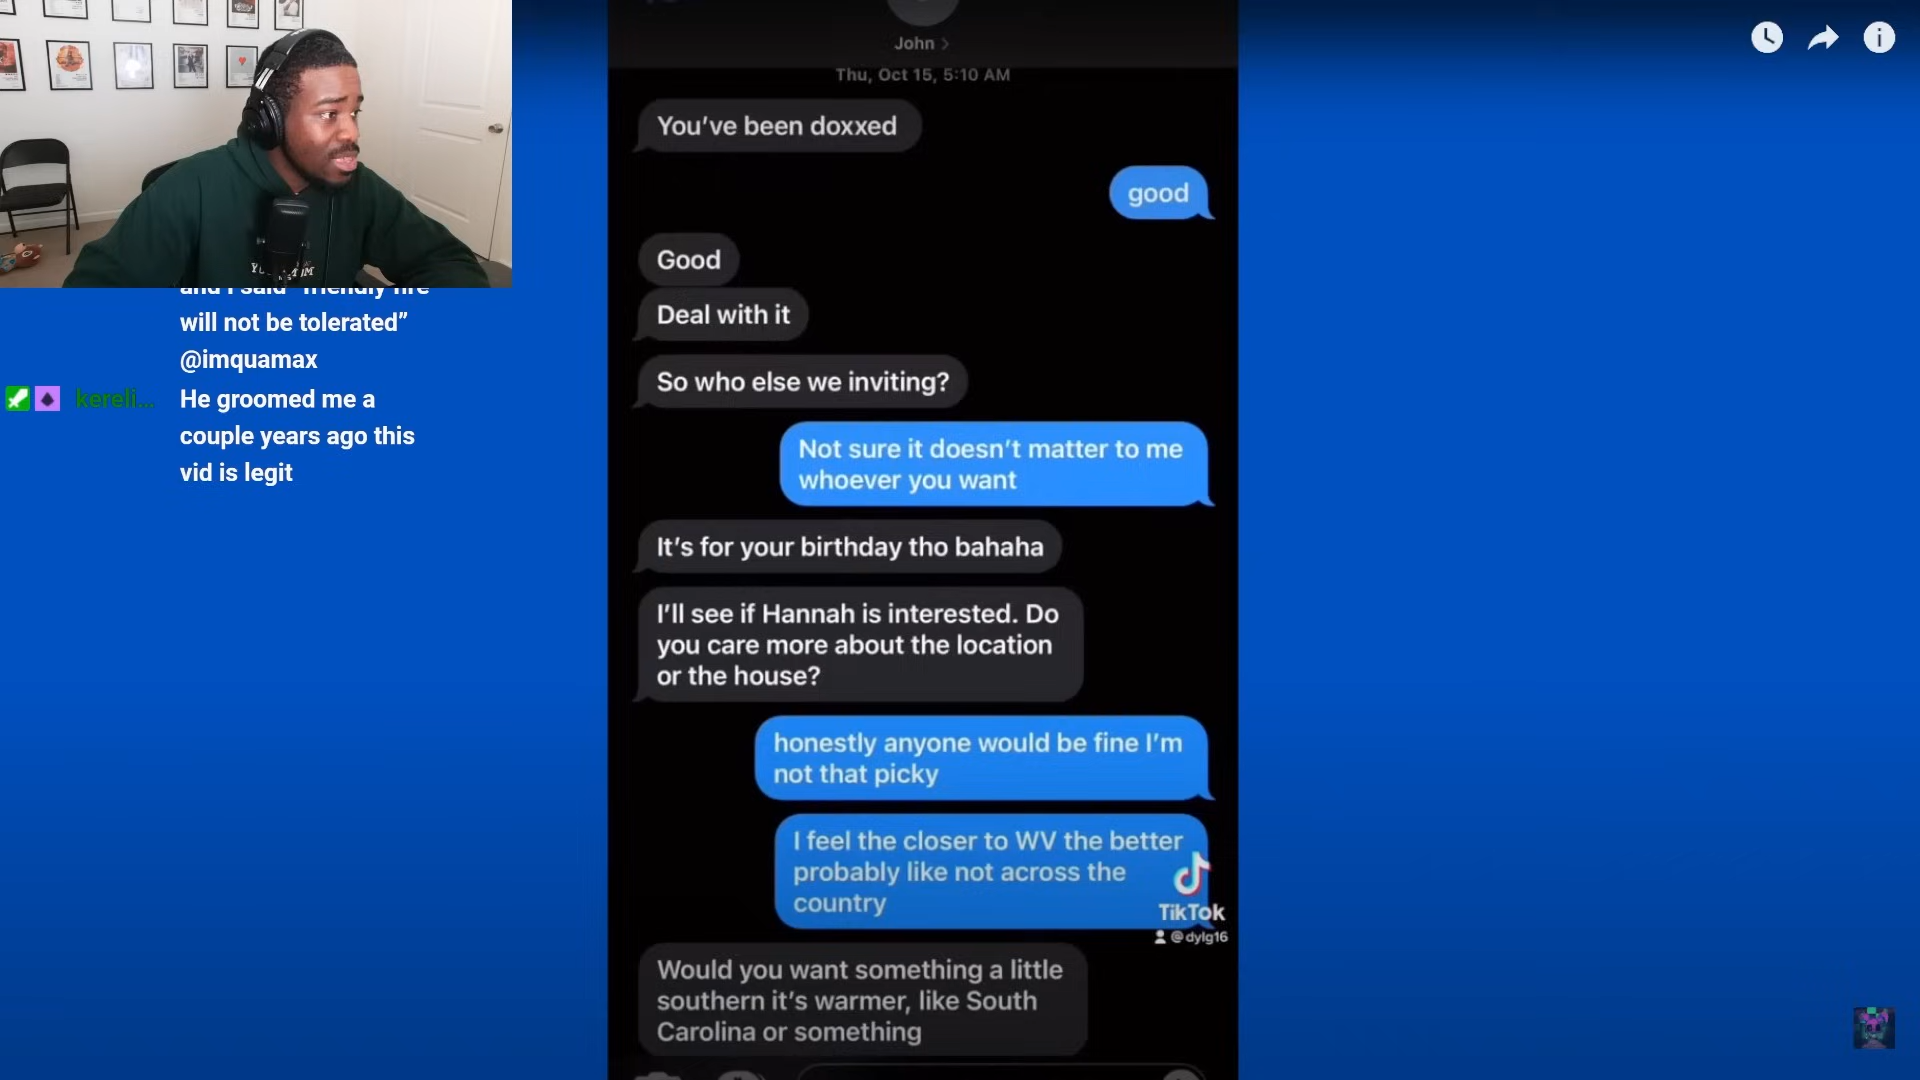 John >
Thu, Oct 15, 5:10 AM
You've been doxxed
good
Good
Deal with it
So who else we inviting?
Not sure it doesn't matter to me
whoever you want
It's for your birthday tho bahaha
I'll see if Hannah is interested. Do
you care more about the location
or the house?
honestly anyone would be fine I'm
not that picky
I feel the closer to WV the better
probably like not across the
country
TikTok
@dylg16
Would you want something a little
southern it's warmer, like South
Carolina or something
and I said “friendly fire
will not be tolerated”
@imquamax
kereli... He groomed me a
couple years ago this
vid is legit